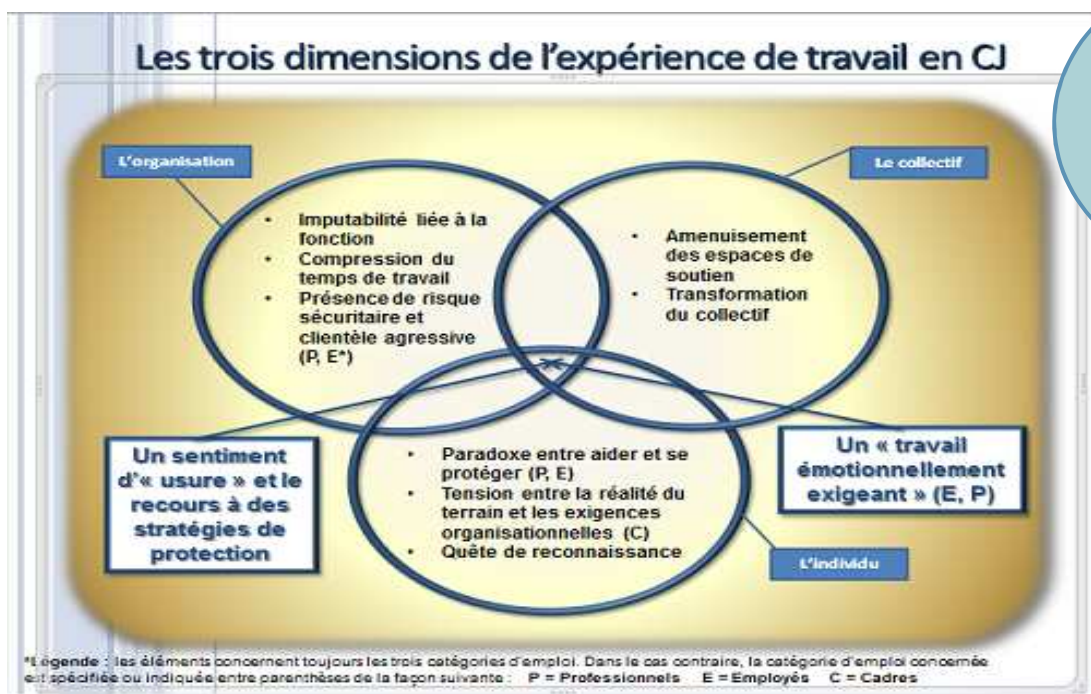 Les trois dimensions de l'expérience de travail en CJ
L'organisation
Le collectif
• Imputabilité liée à la
fonction
• Compression du
temps de travail
• Présence de risque
sécuritaire et
clientèle agressive
(P, E*)
• Amenuisement
des espaces de
soutien
• Transformation
du collectif
Un sentiment
d'« usure » et le
recours à des
stratégies de
protection
• Paradoxe entre aider et se
protéger (P, E)
• Tension entre la réalité du
terrain et les exigences
organisationnelles (C)
• Quête de reconnaissance
Un « travail
émotionnellement
exigeant » (E, P)
L'individu
*Légende : les éléments concernent toujours les trois catégories d'emploi. Dans le cas contraire, la catégorie d'emploi concernée
est spécifiée ou indiquée entre parenthèses de la façon suivante : P = Professionnels E = Employés C = Cadres